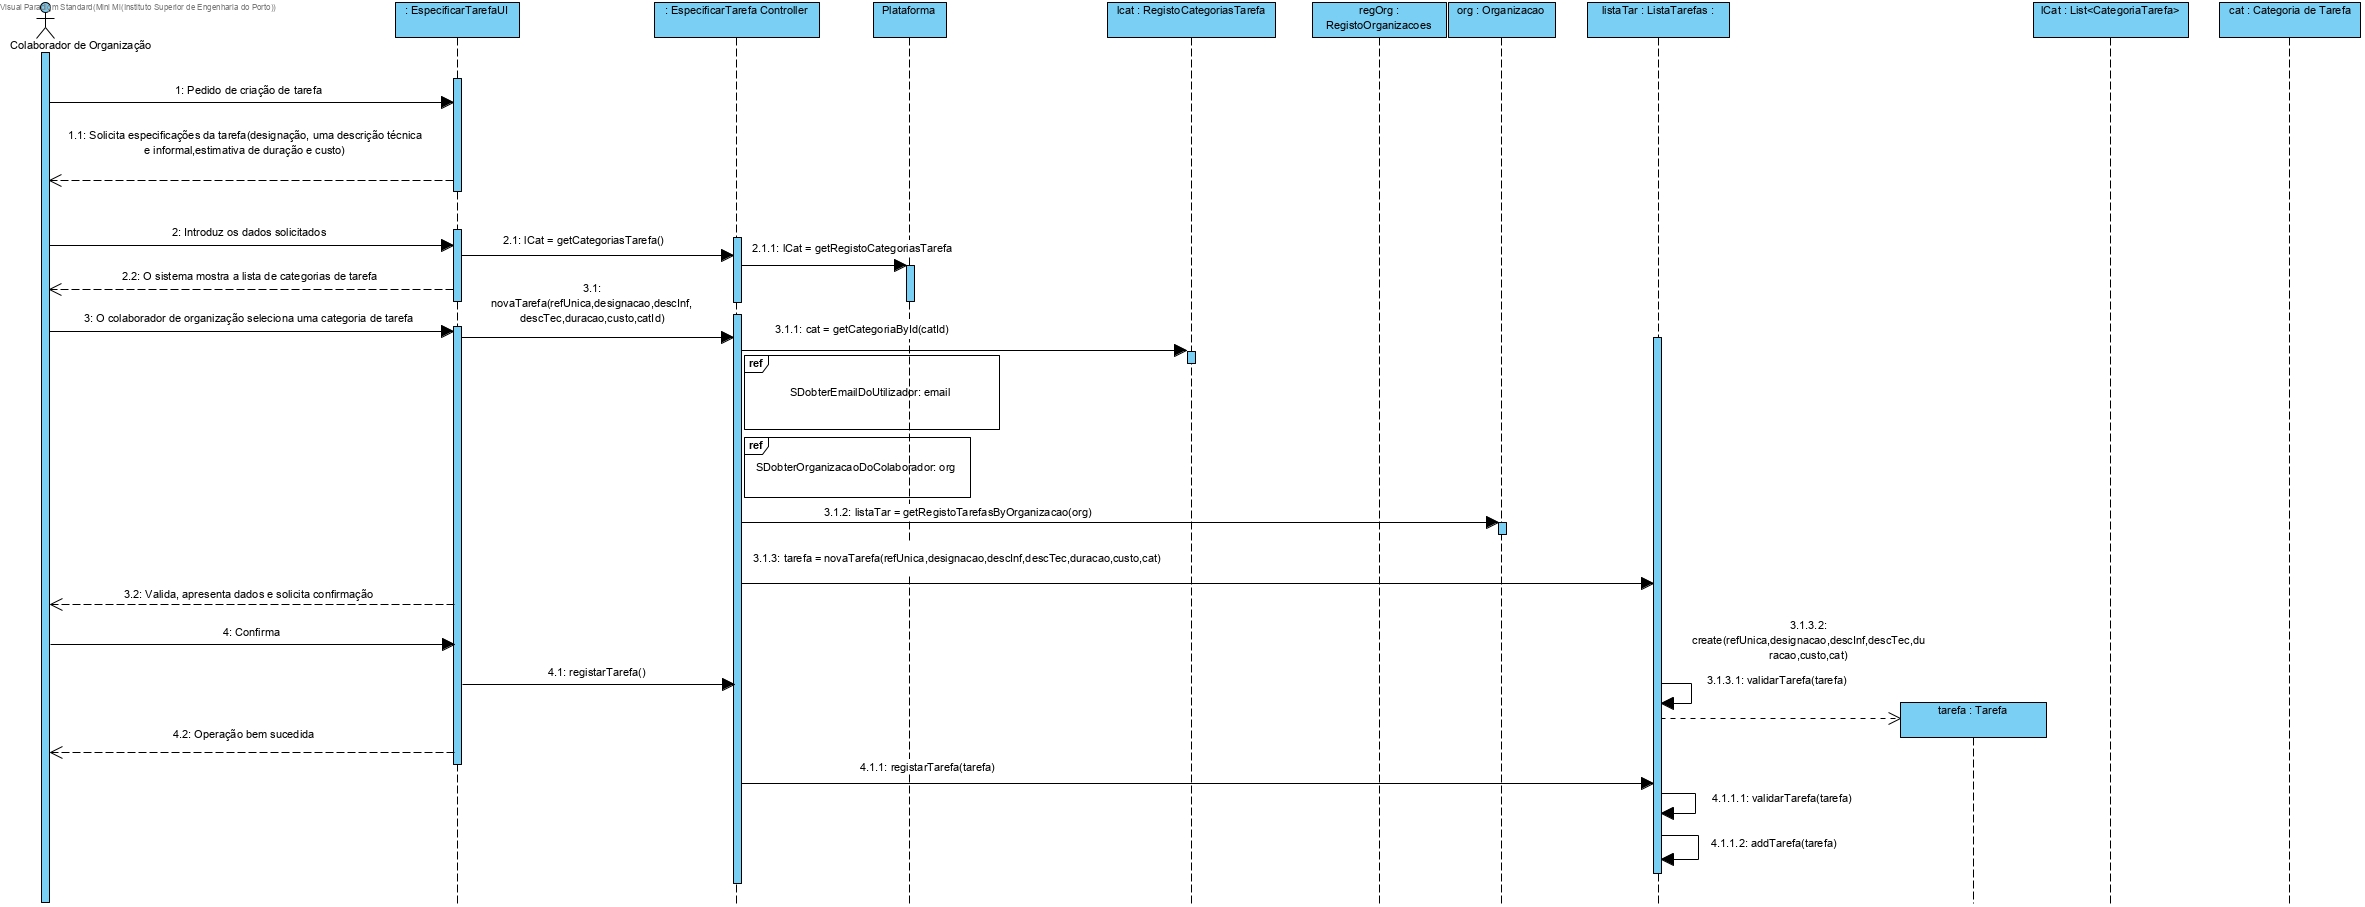 Visual Paradigm Standard(Mini MI(Instituto Superior de Engenharia do Porto))
Colaborador de Organização
: EspecificarTarefaUI
: EspecificarTarefa Controller
Plataforma
lcat : RegistoCategoriasTarefa
regOrg :
RegistoOrganizacoes
org : Organizacao
listaTar : ListaTarefas :
lCat : List<CategoriaTarefa>
cat : Categoria de Tarefa
1: Pedido de criação de tarefa
1.1: Solicita especificações da tarefa(designação, uma descrição técnica
e informal,estimativa de duração e custo)
2: Introduz os dados solicitados
2.1: lCat = getCategoriasTarefa()
2.1.1: lCat = getRegistoCategoriasTarefa
2.2: O sistema mostra a lista de categorias de tarefa
3: O colaborador de organização seleciona uma categoria de tarefa
3.1:
novaTarefa(refUnica,designacao,descInf,
descTec,duracao,custo,catId)
3.1.1: cat = getCategoriaById(catId)
ref
SDobterEmailDoUtilizador: email
ref
SDobterOrganizacaoDoColaborador: org
3.1.2: listaTar = getRegistoTarefasByOrganizacao(org)
3.1.3: tarefa = novaTarefa(refUnica,designacao,descInf,descTec,duracao,custo,cat)
3.2: Valida, apresenta dados e solicita confirmação
4: Confirma
3.1.3.2:
create(refUnica,designacao,descInf,descTec,du
racao,custo,cat)
4.1: registarTarefa()
3.1.3.1: validarTarefa(tarefa)
tarefa : Tarefa
4.2: Operação bem sucedida
4.1.1: registarTarefa(tarefa)
4.1.1.1: validarTarefa(tarefa)
4.1.1.2: addTarefa(tarefa)